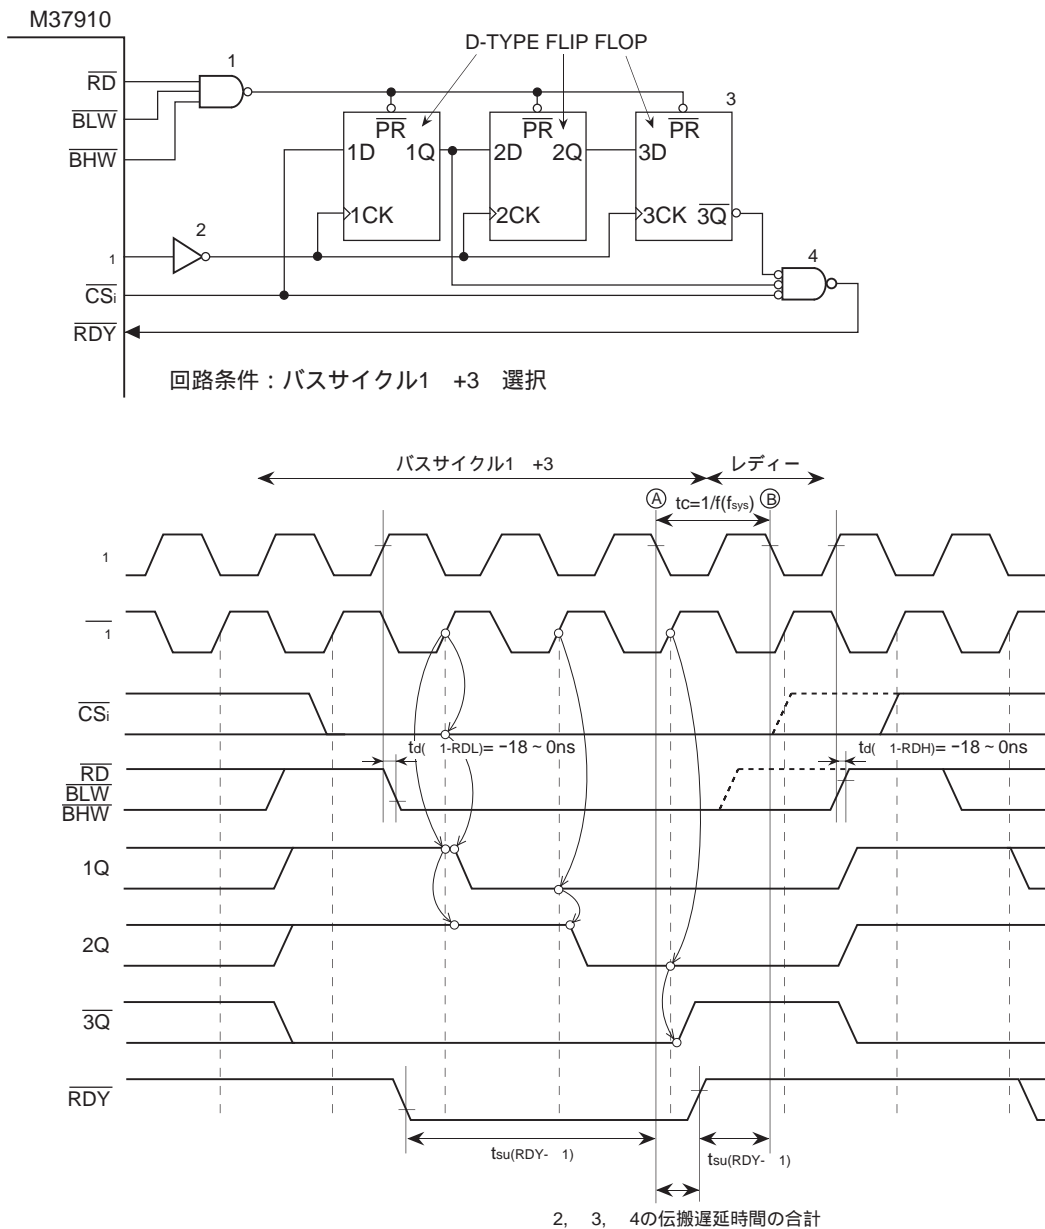 M37910
D-TYPE FLIP FLOP
1
3
RD
BLW
BHW
PR
PR
PR
1D
1Q
2D
2Q
3D
1CK
2CK
3CK
3Q
2
4
1
CSi
RDY
回路条件：バスサイクル1 +3 選択
バスサイクル1 +3
レディー
A
tc=1/f(fsys)
B
1
1
CSi
td( 1-RDL)= −18 ~ 0ns
td( 1-RDH)= −18 ~ 0ns
RD
BLW
BHW
1Q
2Q
3Q
RDY
tsu(RDY- 1)
tsu(RDY- 1)
2, 3, 4の伝搬遅延時間の合計